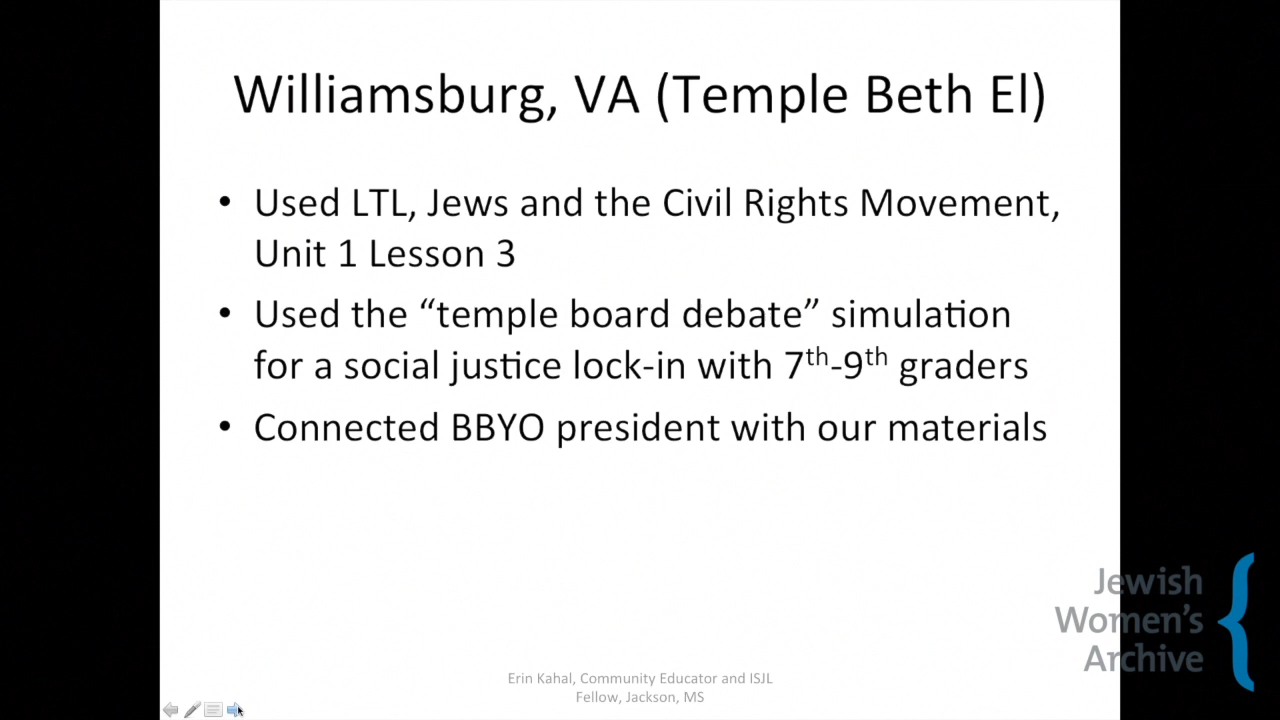 Williamsburg, VA (Temple Beth El)
• Used LTL, Jews and the Civil Rights Movement,
Unit 1 Lesson 3
• Used the “temple board debate” simulation
for a social justice lock-in with 7th-9th graders
• Connected BBYO president with our materials
Jewish
Women's
Archive
Erin Kahal, Community Educator and ISJL
Fellow, Jackson, MS